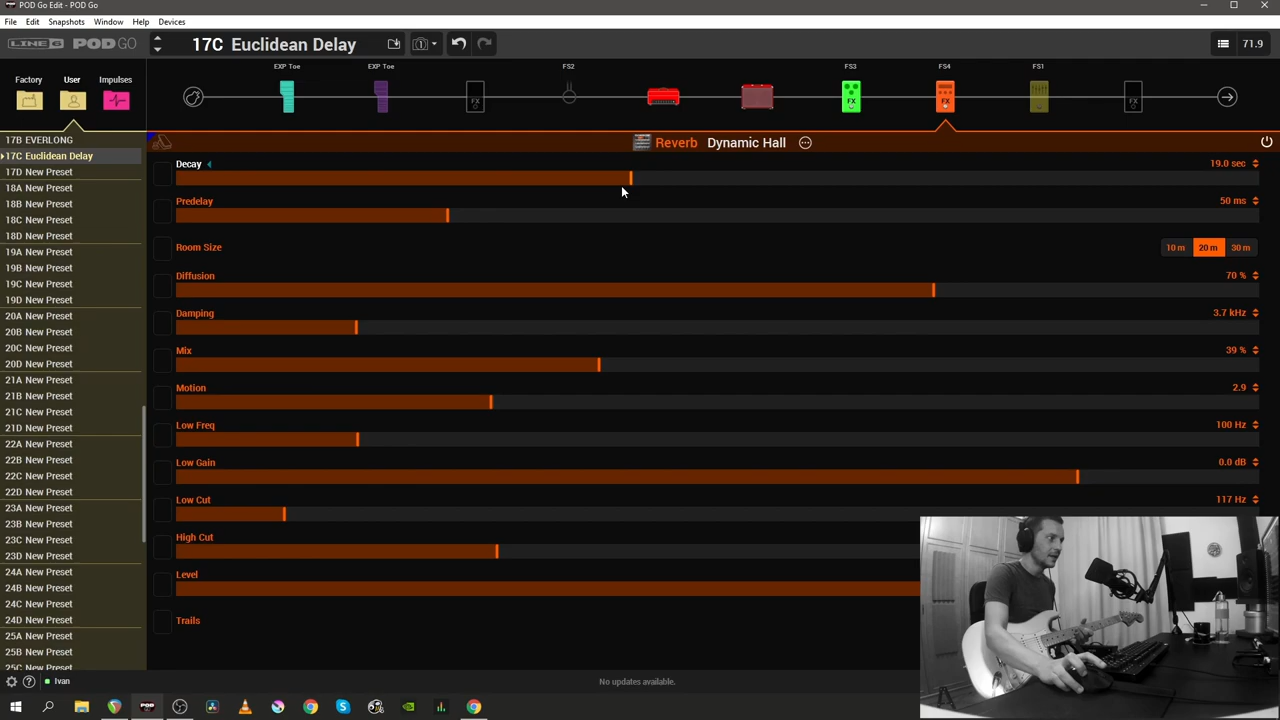 POD Go Edit - POD Go
File Edit Snapshots Window Help Devices
LINE 6 POD GO 17C Euclidean Delay 71.9
EXP Toe EXP Toe FS2 FS3 FS4 FS1
Factory User Impulses
FX FX FX FX
Reverb Dynamic Hall
17B EVERLONG
17C Euclidean Delay
17D New Preset
18A New Preset
18B New Preset
18C New Preset
18D New Preset
19A New Preset
19B New Preset
19C New Preset
19D New Preset
20A New Preset
20B New Preset
20C New Preset
20D New Preset
21A New Preset
21B New Preset
21C New Preset
21D New Preset
22A New Preset
22B New Preset
22C New Preset
22D New Preset
23A New Preset
23B New Preset
23C New Preset
23D New Preset
24A New Preset
24B New Preset
24C New Preset
24D New Preset
25A New Preset
25B New Preset
25C New Preset
Decay 19.0 sec
Predelay 50 ms
Room Size 10 m 20 m 30 m
Diffusion 70 %
Damping 3.7 kHz
Mix 39 %
Motion 2.9
Low Freq 100 Hz
Low Gain 0.0 dB
Low Cut 117 Hz
High Cut
Level
Trails
Ivan No updates available.